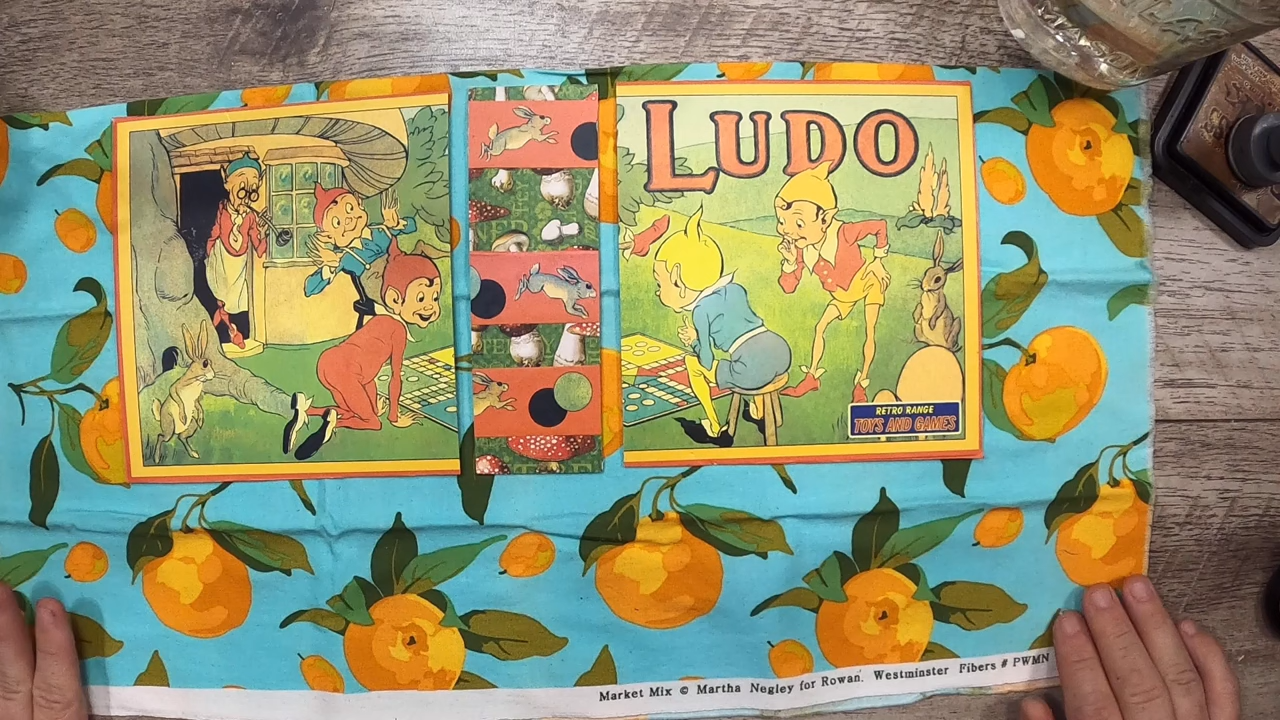 LUDO
RETRO RANGE
TOYS AND GAMES
Market Mix © Martha Negley for Rowan. Westminster Fibers # PWMN